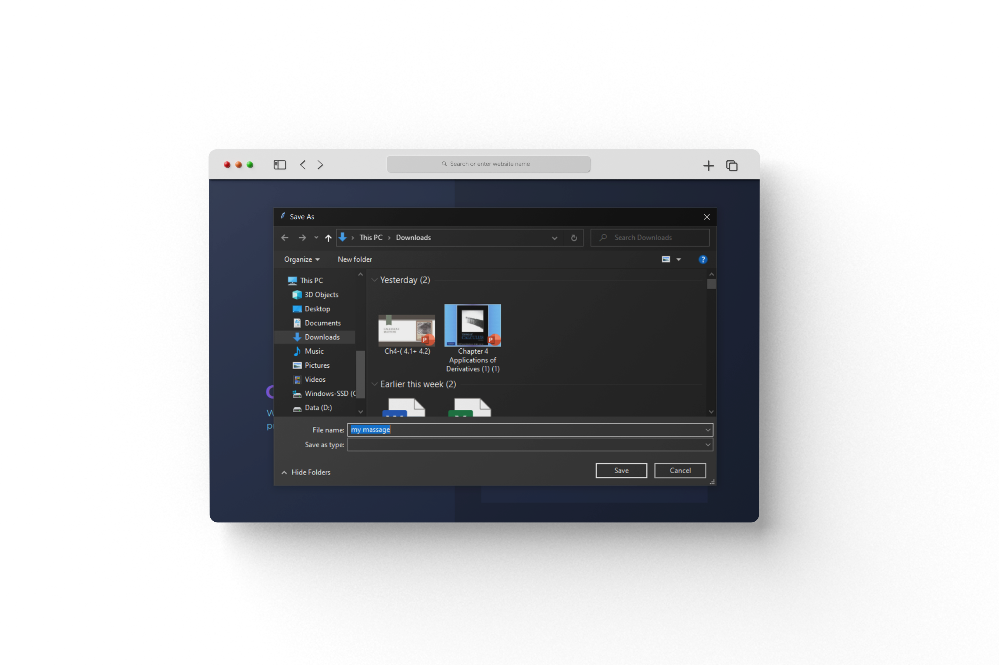 Search or enter website name
Save As
This PC
Downloads
Search Downloads
Organize
New folder
This PC
3D Objects
Desktop
Documents
Downloads
Music
Pictures
Videos
Windows-SSD (C
Data (D:)
Yesterday (2)
CALCULUS I
P
CALCULUS
P
Ch4-( 4.1+ 4.2)
Chapter 4
Applications of
Derivatives (1) (1)
Earlier this week (2)
W
pr
File name:
my massage
Save as type:
Hide Folders
Save
Cancel